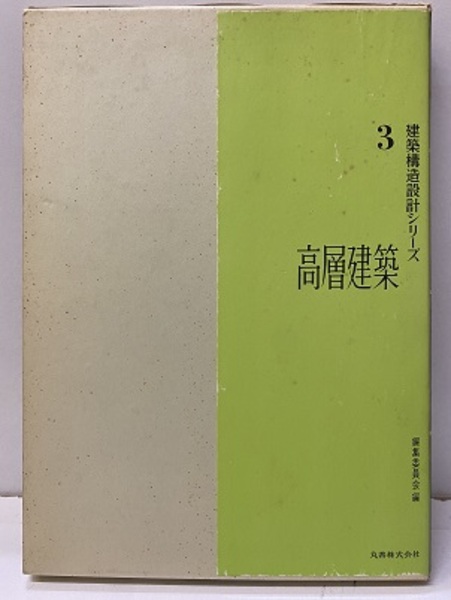 建築構造設計シリーズ
3
高層建築
編集委員会編
丸善株式会社